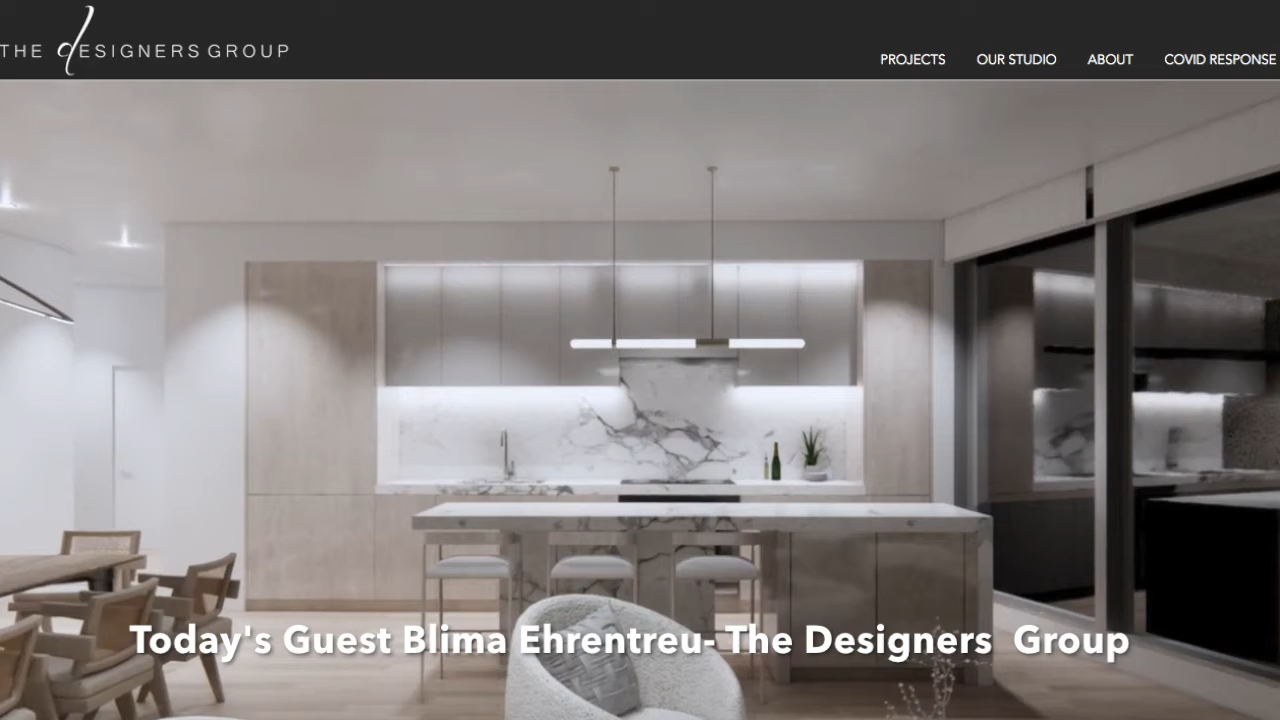 THE dESIGNERS GROUP
PROJECTS OUR STUDIO ABOUT COVID RESPONSE
Today's Guest Blima Ehrentreu- The Designers  Group